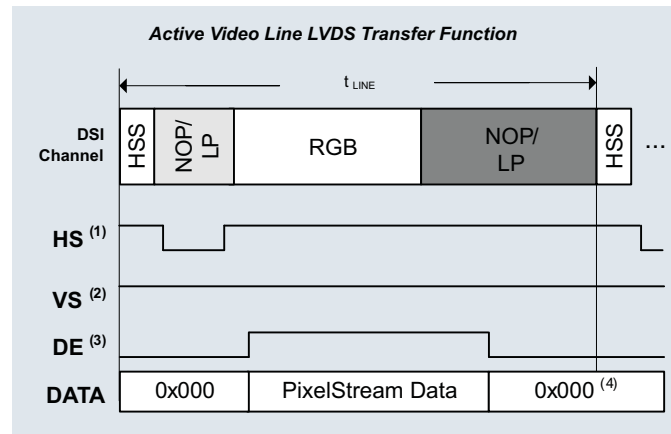 Active Video Line LVDS Transfer Function
t LINE
DSI Channel
HSS
NOP/ LP
RGB
NOP/ LP
HSS
...
HS (1)
VS (2)
DE (3)
DATA
0x000
PixelStream Data
0x000 (4)